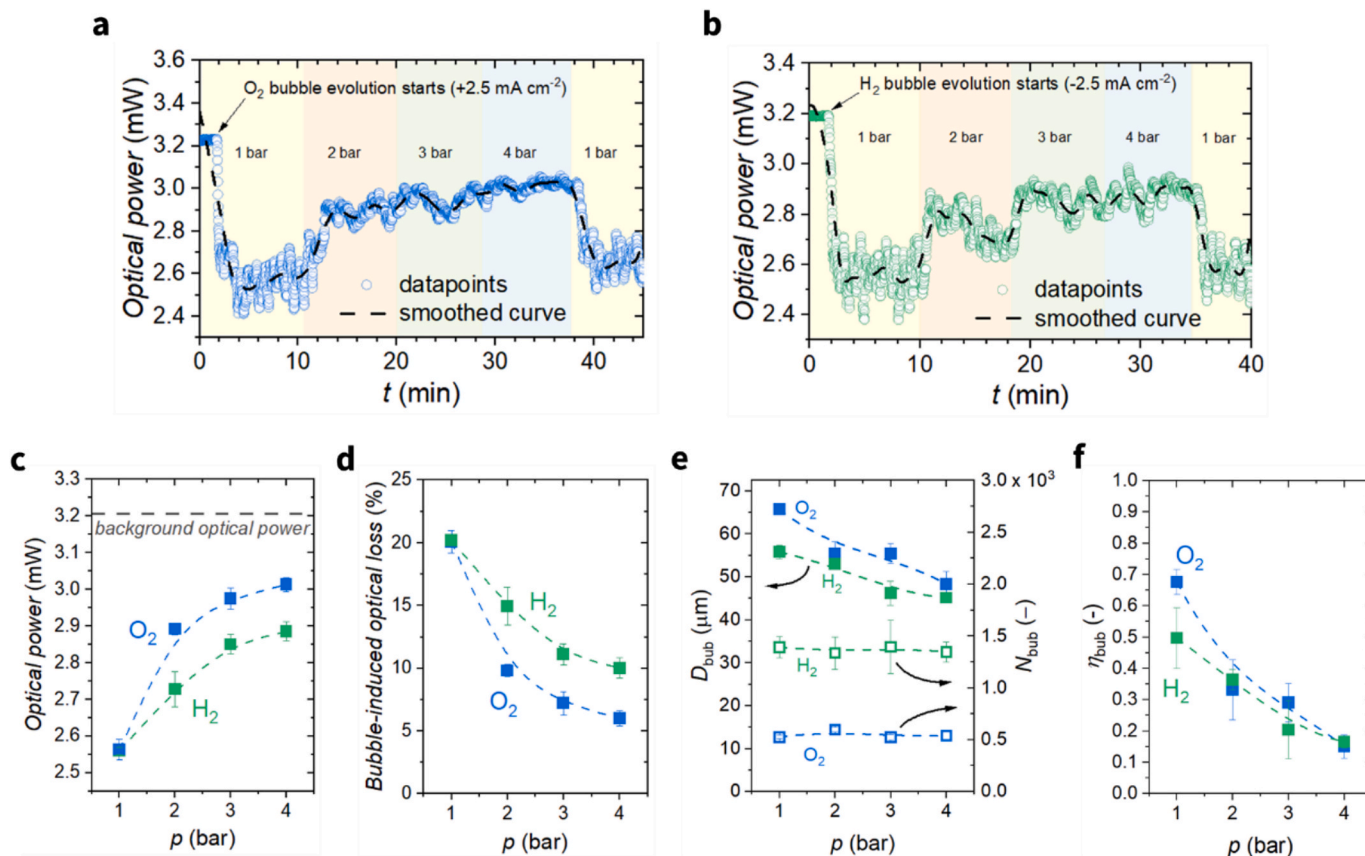 a
3.6
3.4
3.2
3.0
2.8
2.6
2.4
Optical power (mW)
O₂ bubble evolution starts (+2.5 mA cm⁻²)
1 bar
2 bar
3 bar
4 bar
1 bar
datapoints
smoothed curve
0 10 20 30 40
t (min)
b
3.4
3.2
3.0
2.8
2.6
2.4
Optical power (mW)
H₂ bubble evolution starts (-2.5 mA cm⁻²)
1 bar
2 bar
3 bar
4 bar
1 bar
datapoints
smoothed curve
0 10 20 30 40
t (min)
c
3.3
3.2
3.1
3.0
2.9
2.8
2.7
2.6
2.5
Optical power (mW)
background optical power
O₂
H₂
1 2 3 4
p (bar)
d
25
20
15
10
5
0
Bubble-induced optical loss (%)
H₂
O₂
1 2 3 4
p (bar)
e
70
60
50
40
30
20
10
0
D_bub (μm)
O₂
H₂
H₂
O₂
3.0 x 10³
2.5
2.0
1.5
1.0
0.5
0.0
N_bub (–)
1 2 3 4
p (bar)
f
1.0
0.9
0.8
0.7
0.6
0.5
0.4
0.3
0.2
0.1
0.0
η_bub (-)
O₂
H₂
1 2 3 4
p (bar)